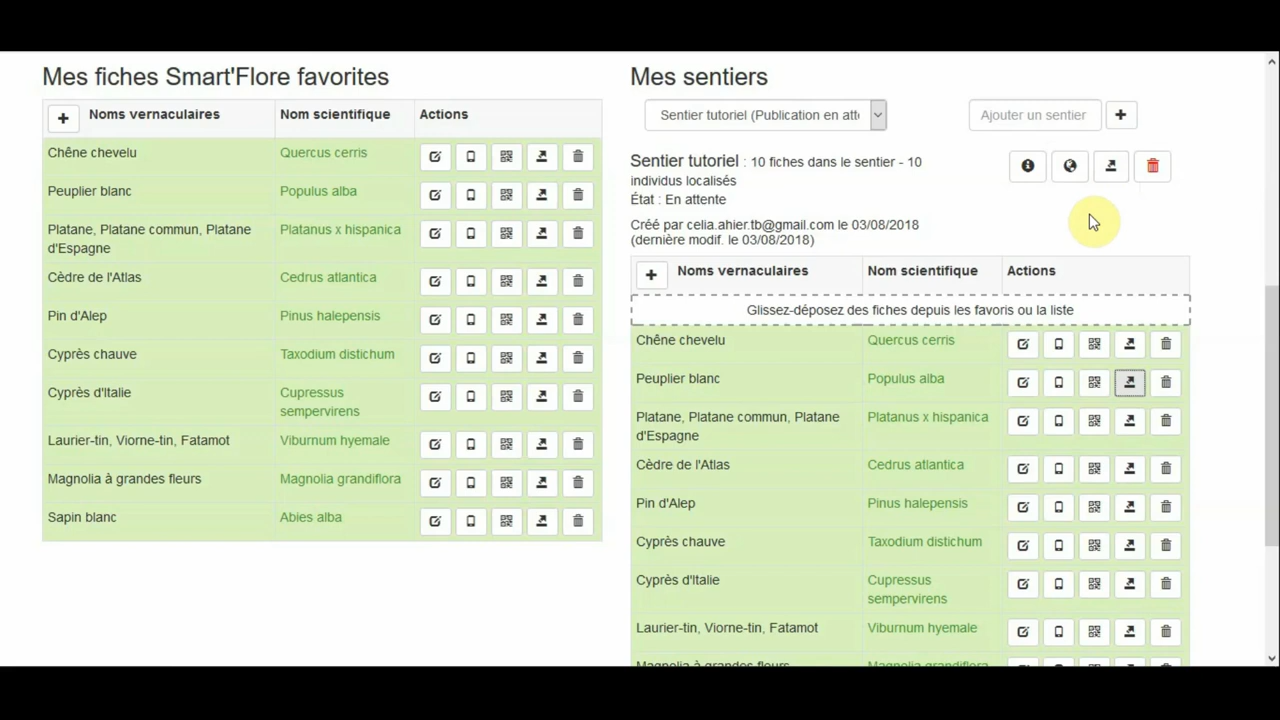 Mes fiches Smart'Flore favorites
Noms vernaculaires Nom scientifique Actions
Chêne chevelu Quercus cerris
Peuplier blanc Populus alba
Platane, Platane commun, Platane Platanus x hispanica
d'Espagne
Cèdre de l'Atlas Cedrus atlantica
Pin d'Alep Pinus halepensis
Cyprès chauve Taxodium distichum
Cyprès d'Italie Cupressus
sempervirens
Laurier-tin, Viorne-tin, Fatamot Viburnum hyemale
Magnolia à grandes fleurs Magnolia grandiflora
Sapin blanc Abies alba
Mes sentiers
Sentier tutoriel (Publication en atte Ajouter un sentier
Sentier tutoriel : 10 fiches dans le sentier - 10
individus localisés
État : En attente
Créé par celia.ahier.tb@gmail.com le 03/08/2018
(dernière modif. le 03/08/2018)
Noms vernaculaires Nom scientifique Actions
Glissez-déposez des fiches depuis les favoris ou la liste
Chêne chevelu Quercus cerris
Peuplier blanc Populus alba
Platane, Platane commun, Platane Platanus x hispanica
d'Espagne
Cèdre de l'Atlas Cedrus atlantica
Pin d'Alep Pinus halepensis
Cyprès chauve Taxodium distichum
Cyprès d'Italie Cupressus
sempervirens
Laurier-tin, Viorne-tin, Fatamot Viburnum hyemale
Magnolia à grandes fleurs Magnolia grandiflora